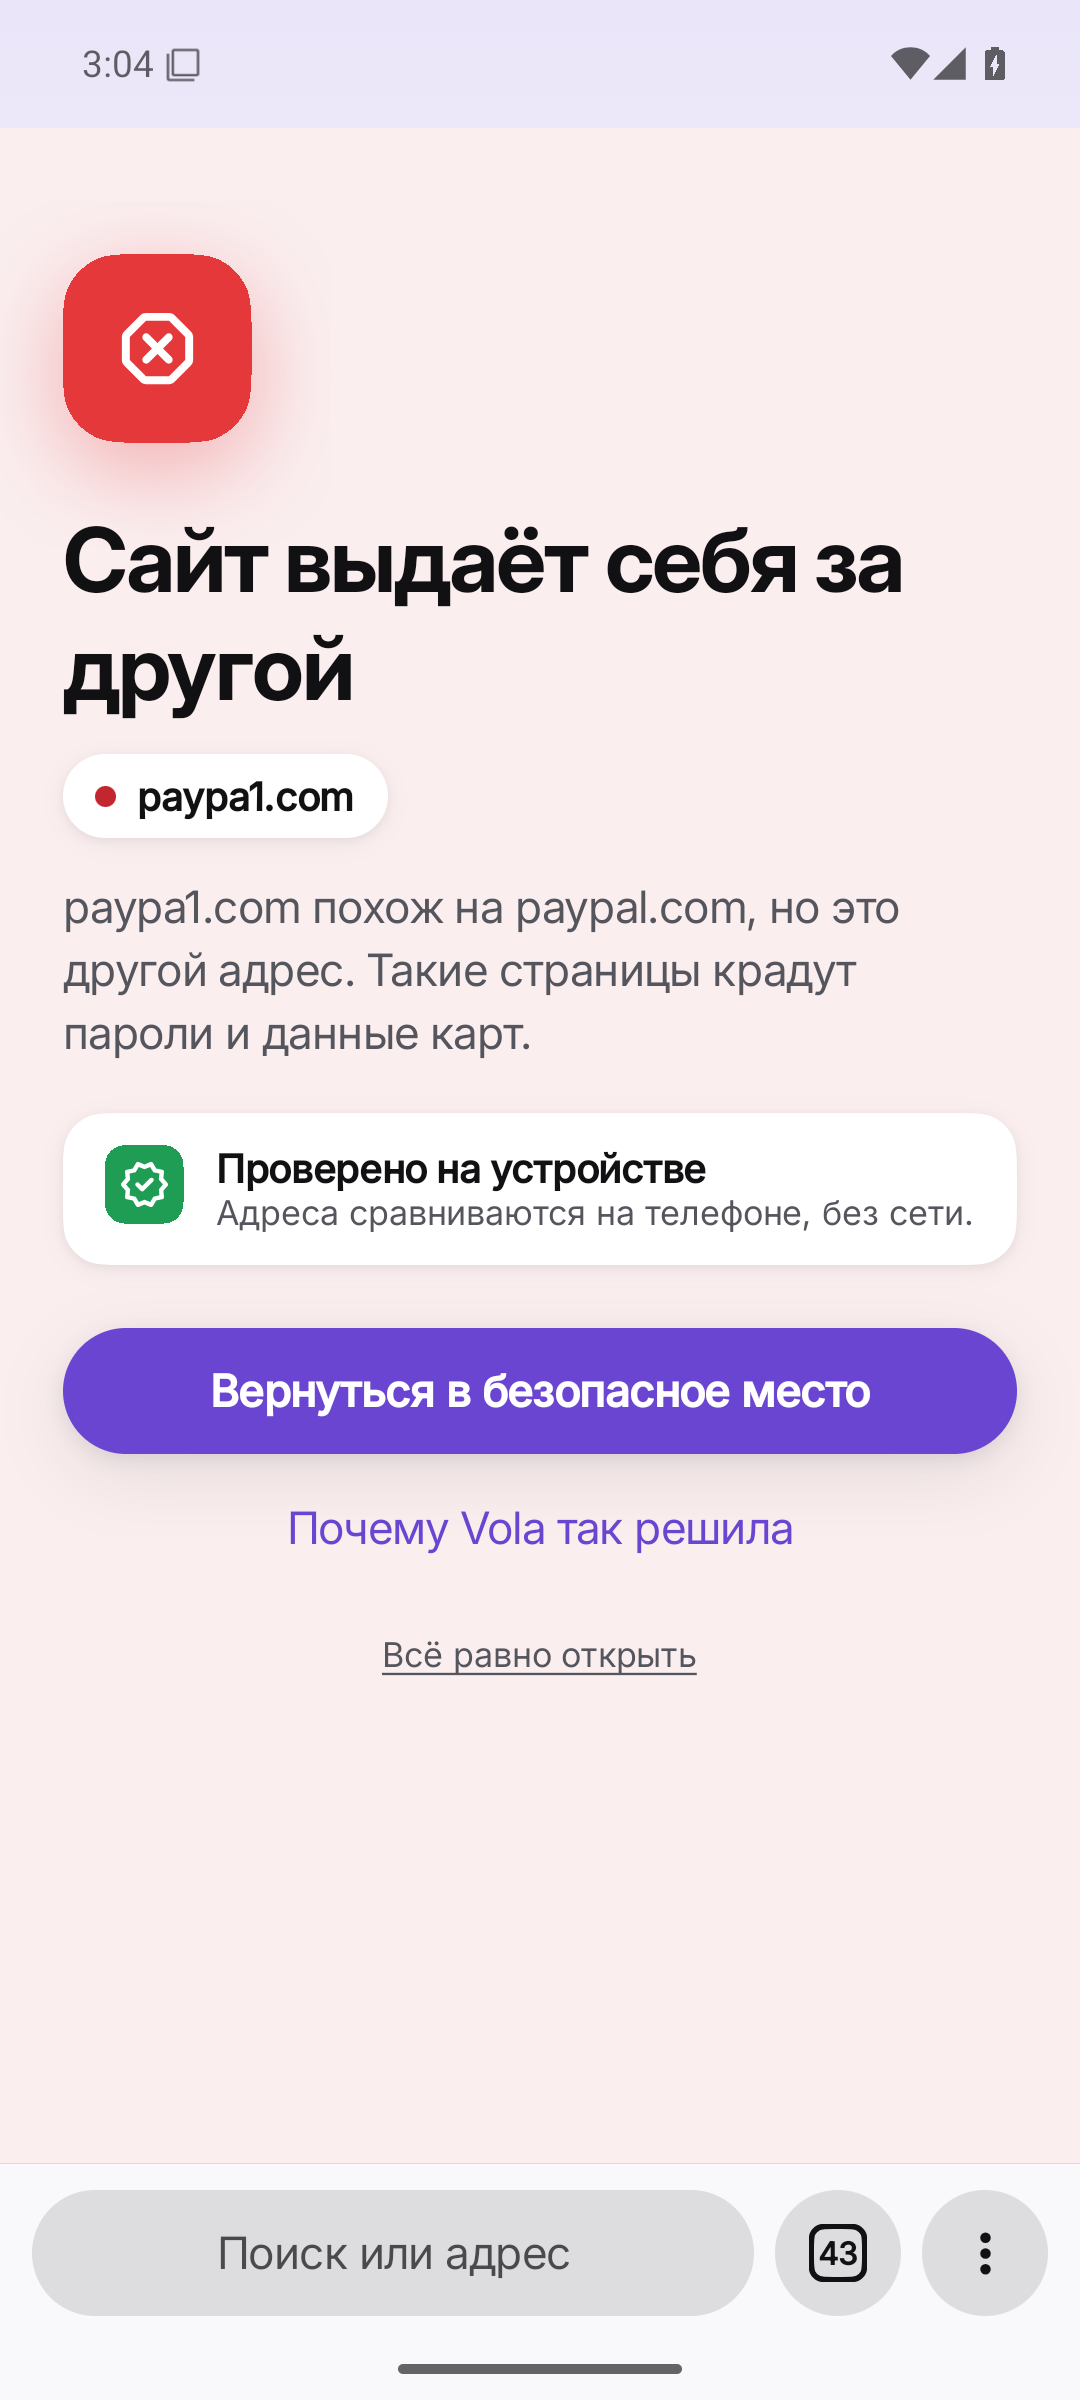 3:04
Сайт выдаёт себя за
другой
paypa1.com
paypa1.com похож на paypal.com, но это
другой адрес. Такие страницы крадут
пароли и данные карт.
Проверено на устройстве
Адреса сравниваются на телефоне, без сети.
Вернуться в безопасное место
Почему Vola так решила
Всё равно открыть
Поиск или адрес
43